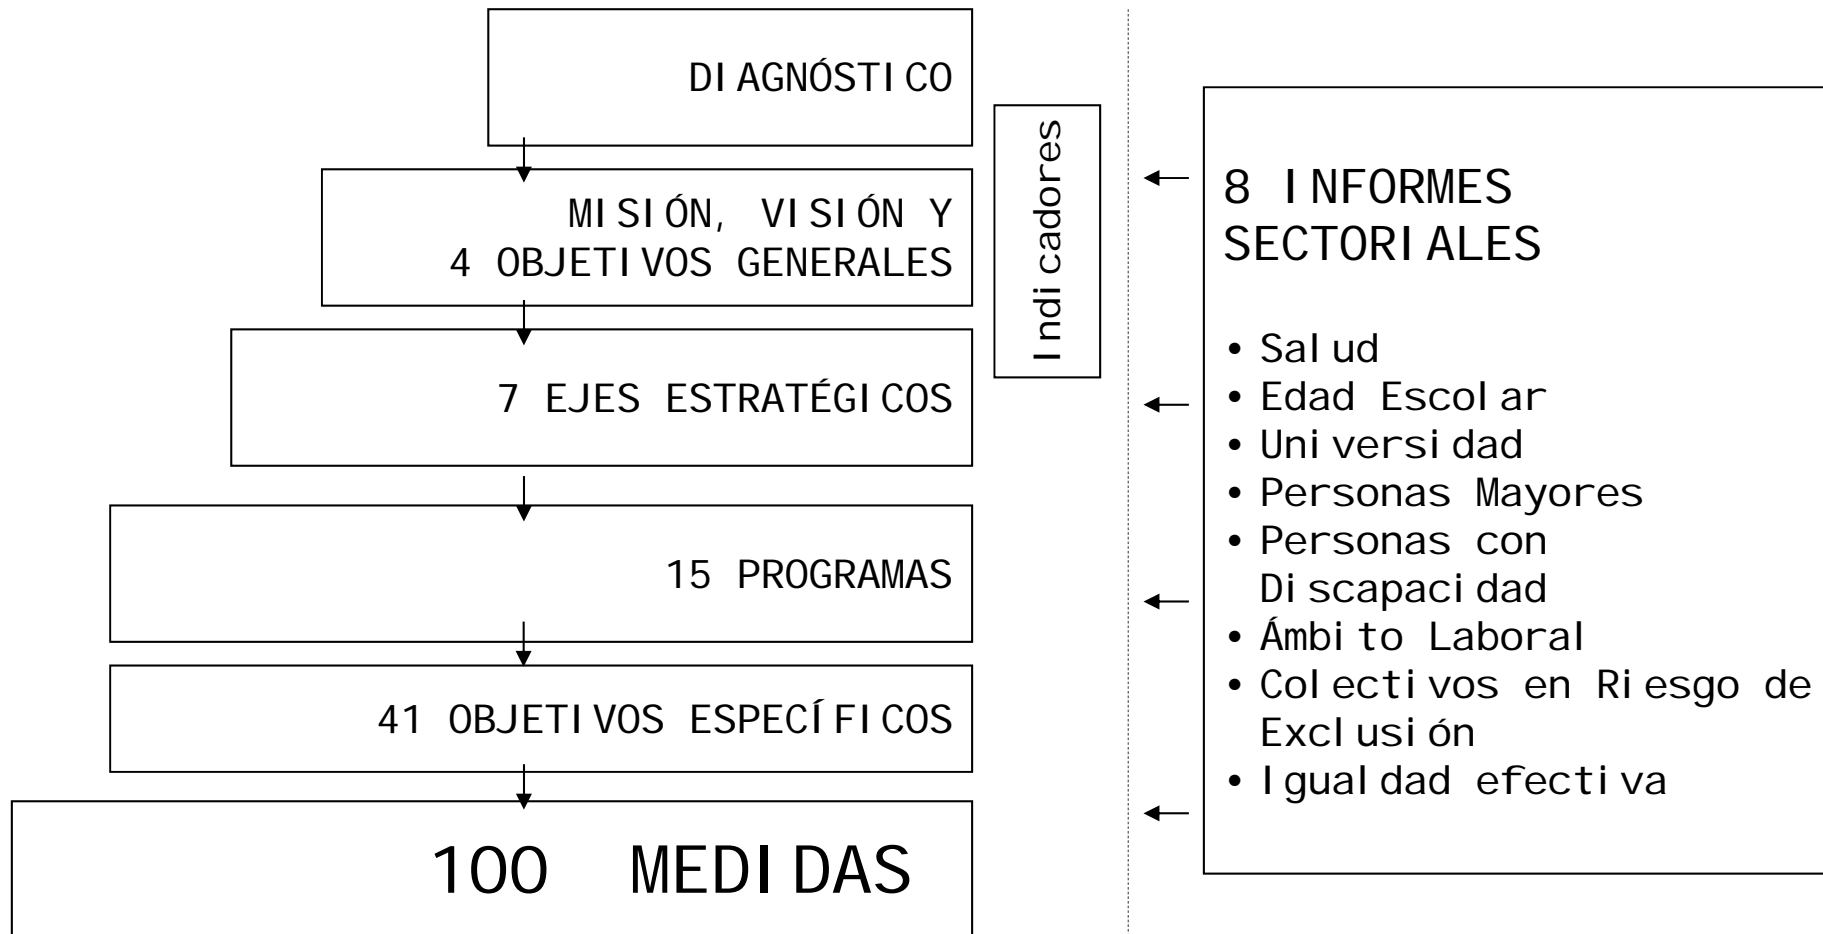 DIAGNÓSTICO
MISIÓN, VISIÓN Y
4 OBJETIVOS GENERALES
7 EJES ESTRATÉGICOS
15 PROGRAMAS
41 OBJETIVOS ESPECÍFICOS
100 MEDIDAS
Indicadores
8 INFORMES
SECTORIALES
• Salud
• Edad Escolar
• Universidad
• Personas Mayores
• Personas con
Discapacidad
• Ámbito Laboral
• Colectivos en Riesgo de
Exclusión
• Igualdad efectiva